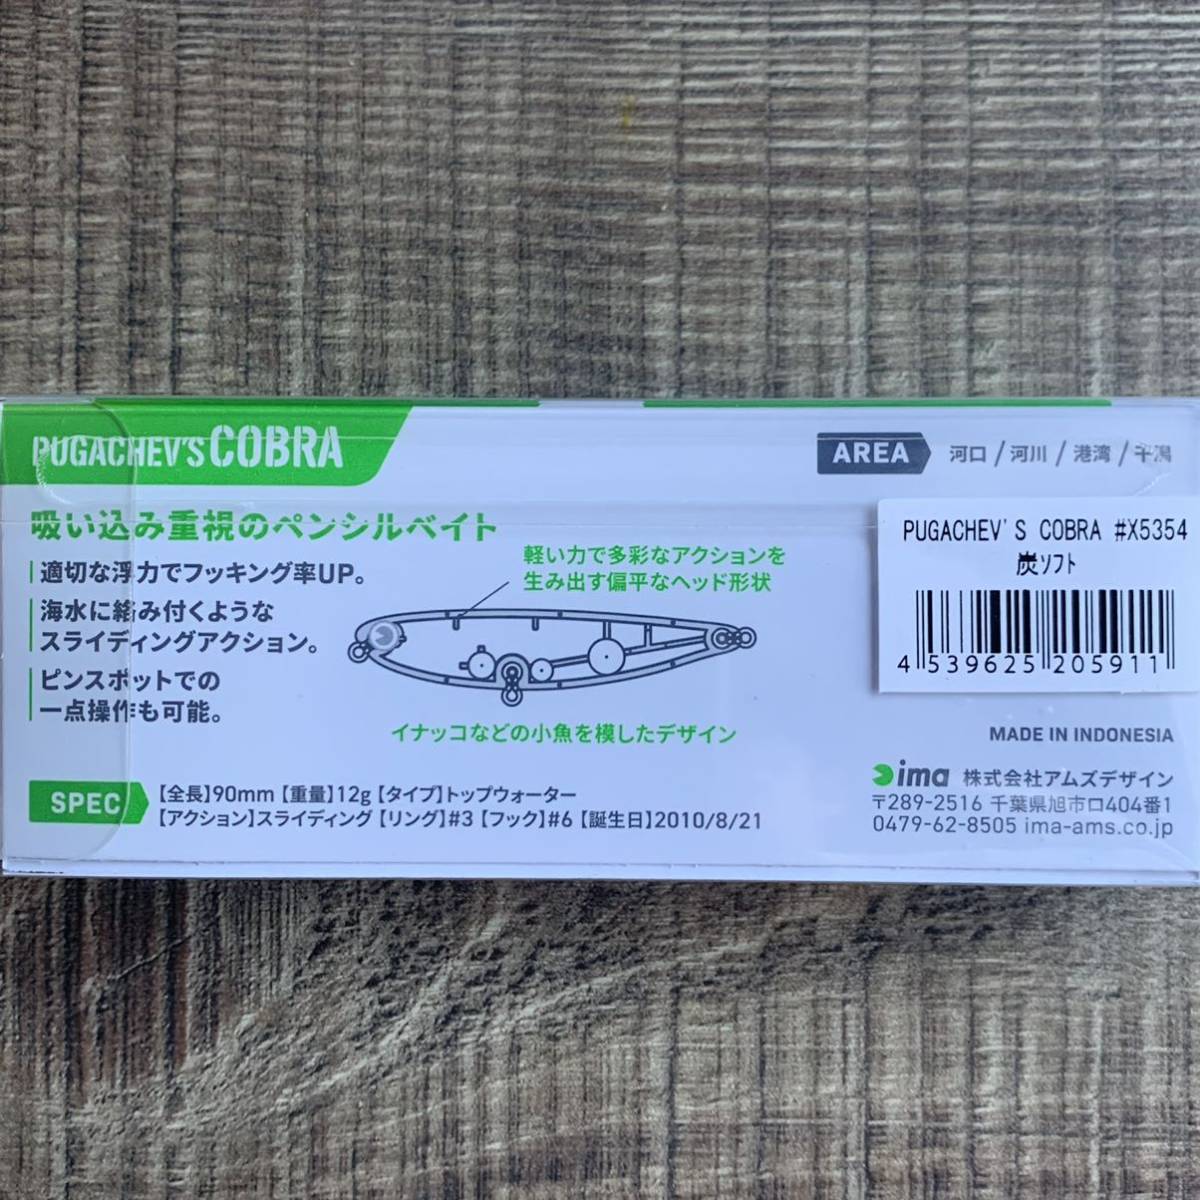 PUGACHEV'S COBRA
AREA 河口 / 河川 / 港湾 / 干潟
吸い込み重視のペンシルベイト
適切な浮力でフッキング率UP。
海水に絡み付くような
スライディングアクション。
ピンスポットでの
一点操作も可能。
軽い力で多彩なアクションを
生み出す偏平なヘッド形状
イナッコなどの小魚を模したデザイン
PUGACHEV'S COBRA #X5354
炭ソフト
4 539625 205911
MADE IN INDONESIA
ima 株式会社アムズデザイン
〒289-2516 千葉県旭市ロ404番1
0479-62-8505 ima-ams.co.jp
SPEC 【全長】90mm【重量】12g【タイプ】トップウォーター
【アクション】スライディング【リング】#3【フック】#6【誕生日】2010/8/21